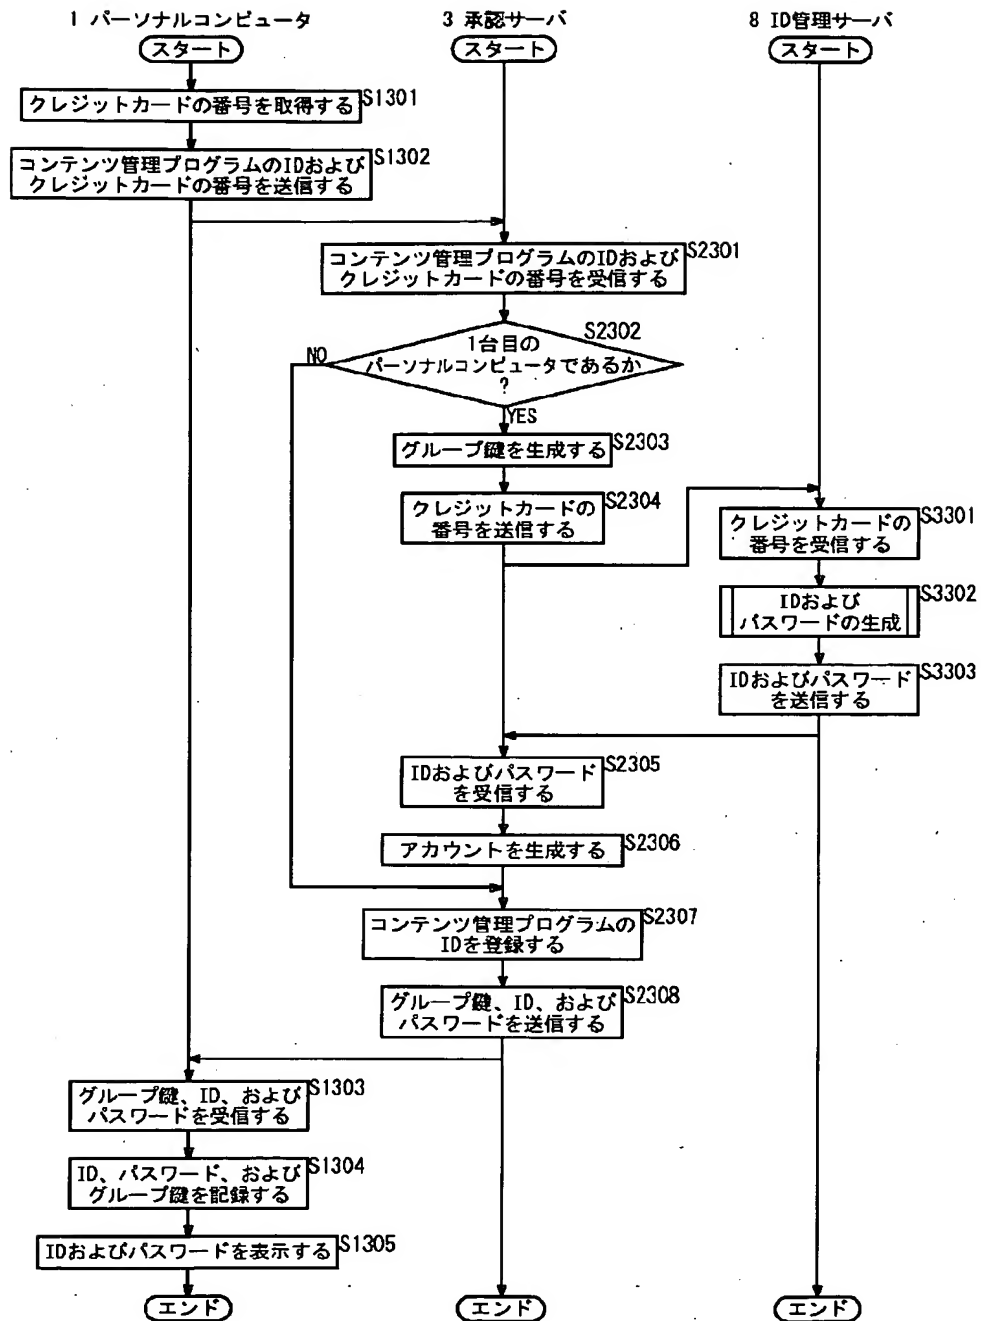 1 パーソナルコンピュータ
3 承認サーバ
8 ID管理サーバ
スタート
スタート
スタート
クレジットカードの番号を取得する
S1301
コンテンツ管理プログラムのIDおよび
クレジットカードの番号を送信する
S1302
コンテンツ管理プログラムのIDおよび
クレジットカードの番号を受信する
S2301
1台目の
パーソナルコンピュータであるか
?
S2302
NO
YES
グループ鍵を生成する
S2303
クレジットカードの
番号を送信する
S2304
クレジットカードの
番号を受信する
S3301
IDおよび
パスワードの生成
S3302
IDおよびパスワード
を送信する
S3303
IDおよびパスワード
を受信する
S2305
アカウントを生成する
S2306
コンテンツ管理プログラムの
IDを登録する
S2307
グループ鍵、ID、および
パスワードを送信する
S2308
グループ鍵、ID、および
パスワードを受信する
S1303
ID、パスワード、および
グループ鍵を記録する
S1304
IDおよびパスワードを表示する
S1305
エンド
エンド
エンド